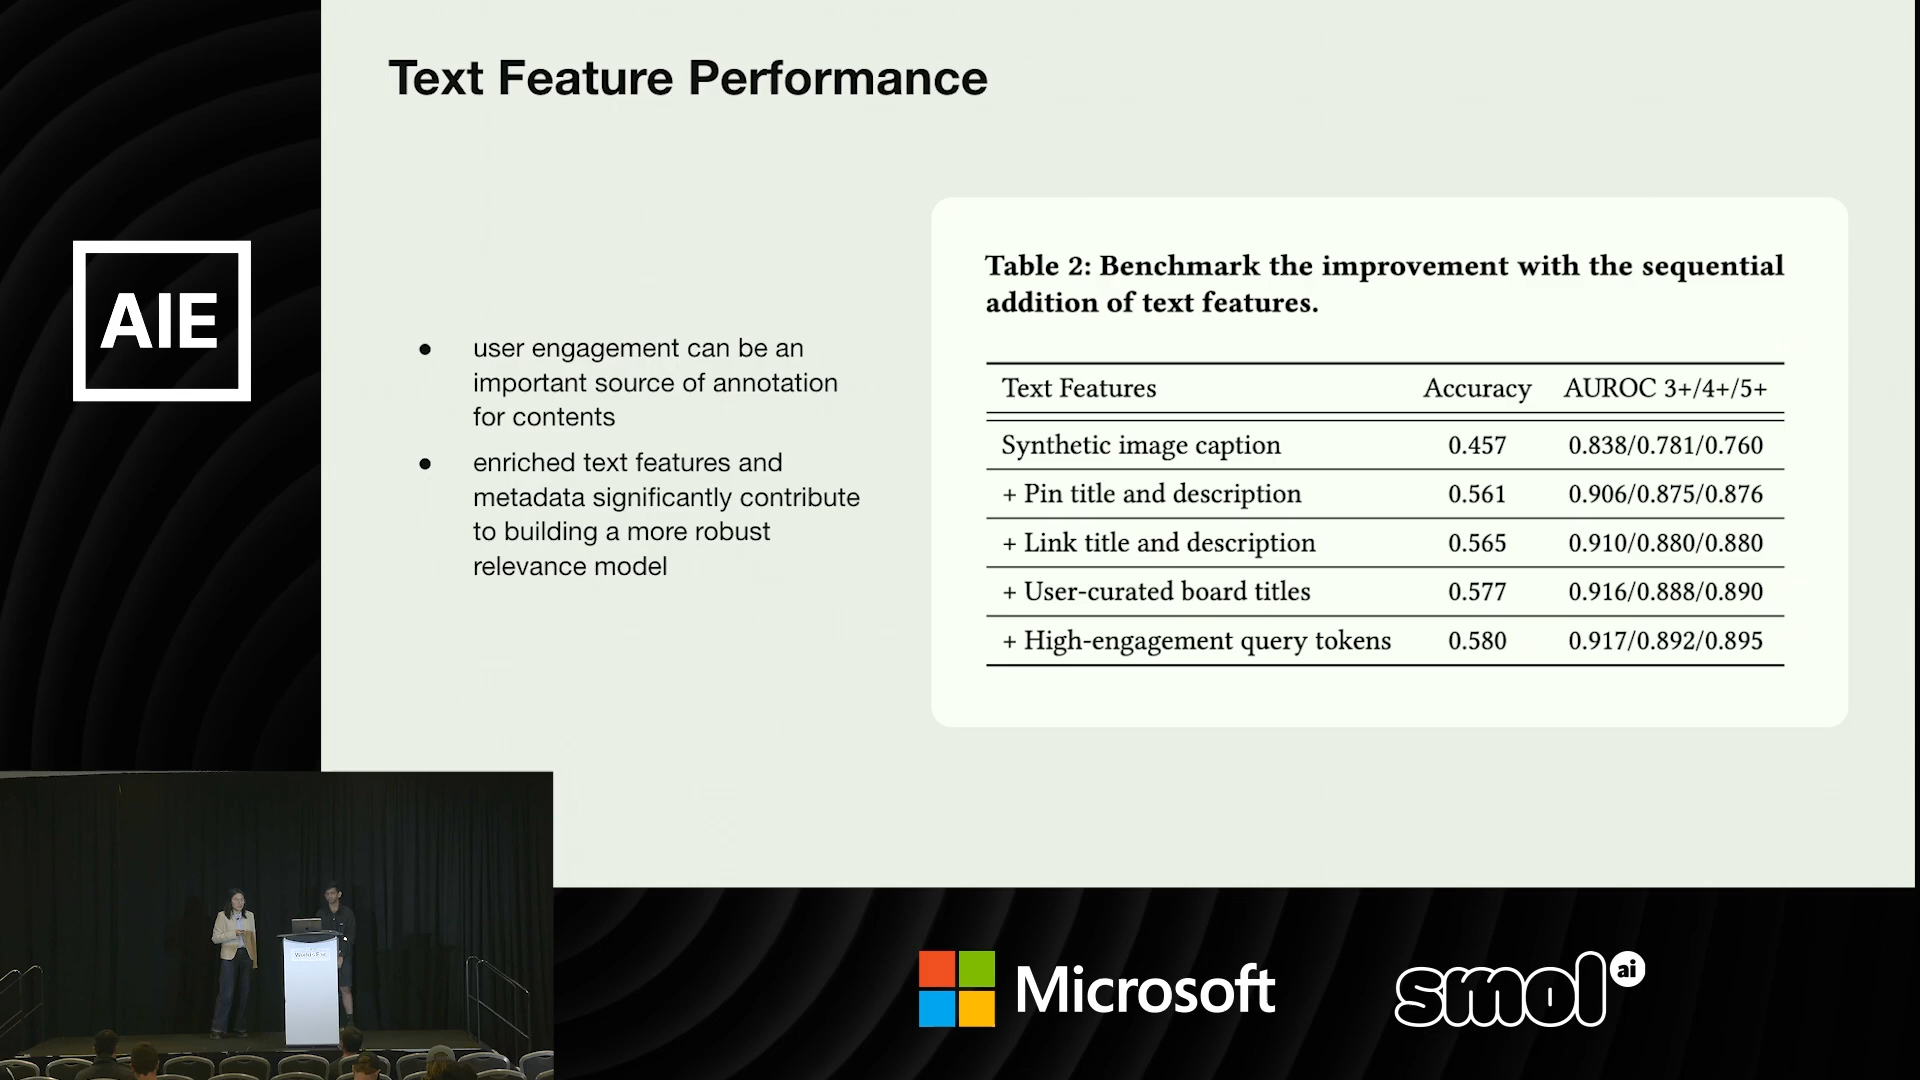 Text Feature Performance
AIE
● user engagement can be an
important source of annotation
for contents
● enriched text features and
metadata significantly contribute
to building a more robust
relevance model
Table 2: Benchmark the improvement with the sequential
addition of text features.
Text Features Accuracy AUROC 3+/4+/5+
Synthetic image caption 0.457 0.838/0.781/0.760
+ Pin title and description 0.561 0.906/0.875/0.876
+ Link title and description 0.565 0.910/0.880/0.880
+ User-curated board titles 0.577 0.916/0.888/0.890
+ High-engagement query tokens 0.580 0.917/0.892/0.895
World's Fair
Microsoft
smol ai